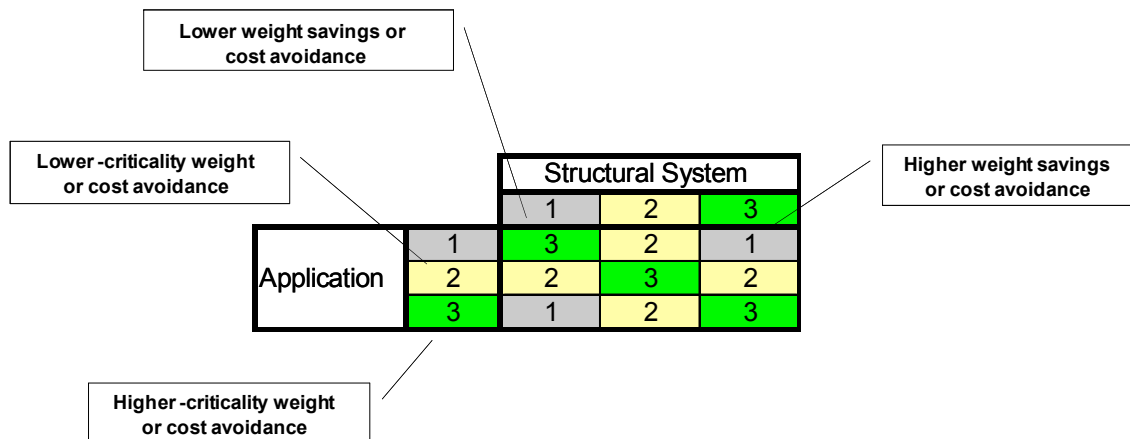 Lower weight savings or
cost avoidance
Lower -criticality weight
or cost avoidance
Higher weight savings
or cost avoidance
Structural System
1 2 3
1 3 2 1
Application 2 2 3 2
3 1 2 3
Higher -criticality weight
or cost avoidance